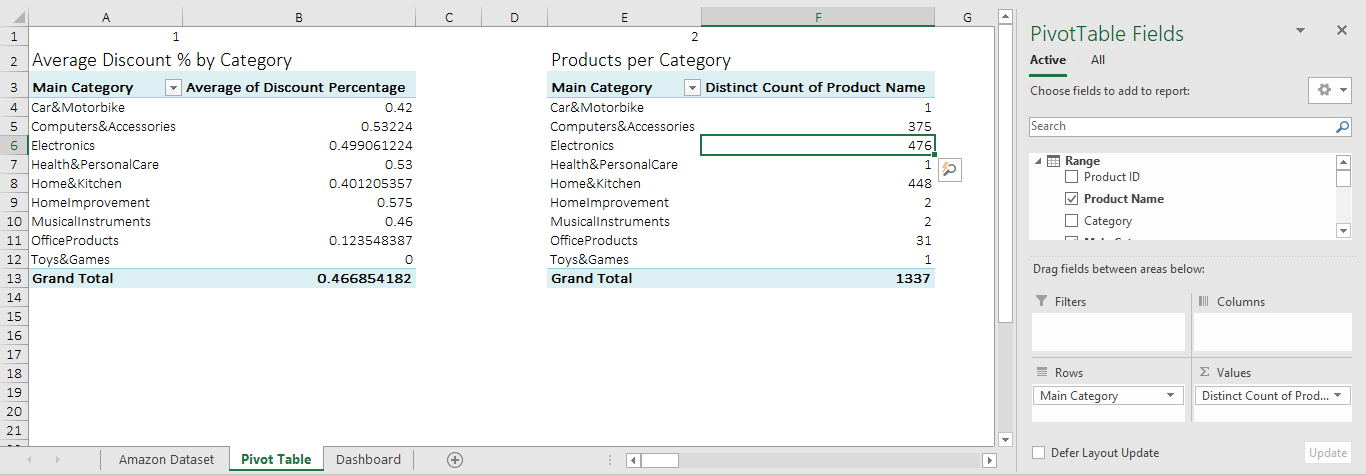 A B C D E F G
1 1 2
2 Average Discount % by Category Products per Category
3 Main Category Average of Discount Percentage Main Category Distinct Count of Product Name
4 Car&Motorbike 0.42 Car&Motorbike 1
5 Computers&Accessories 0.53224 Computers&Accessories 375
6 Electronics 0.499061224 Electronics 476
7 Health&PersonalCare 0.53 Health&PersonalCare 1
8 Home&Kitchen 0.401205357 Home&Kitchen 448
9 HomeImprovement 0.575 HomeImprovement 2
10 MusicalInstruments 0.46 MusicalInstruments 2
11 OfficeProducts 0.123548387 OfficeProducts 31
12 Toys&Games 0 Toys&Games 1
13 Grand Total 0.466854182 Grand Total 1337
14
15
16
17
18
19
20
21
Amazon Dataset Pivot Table Dashboard
PivotTable Fields
Active All
Choose fields to add to report:
Search
Range
Product ID
Product Name
Category
Drag fields between areas below:
Filters Columns
Rows Σ Values
Main Category Distinct Count of Prod...
Defer Layout Update Update